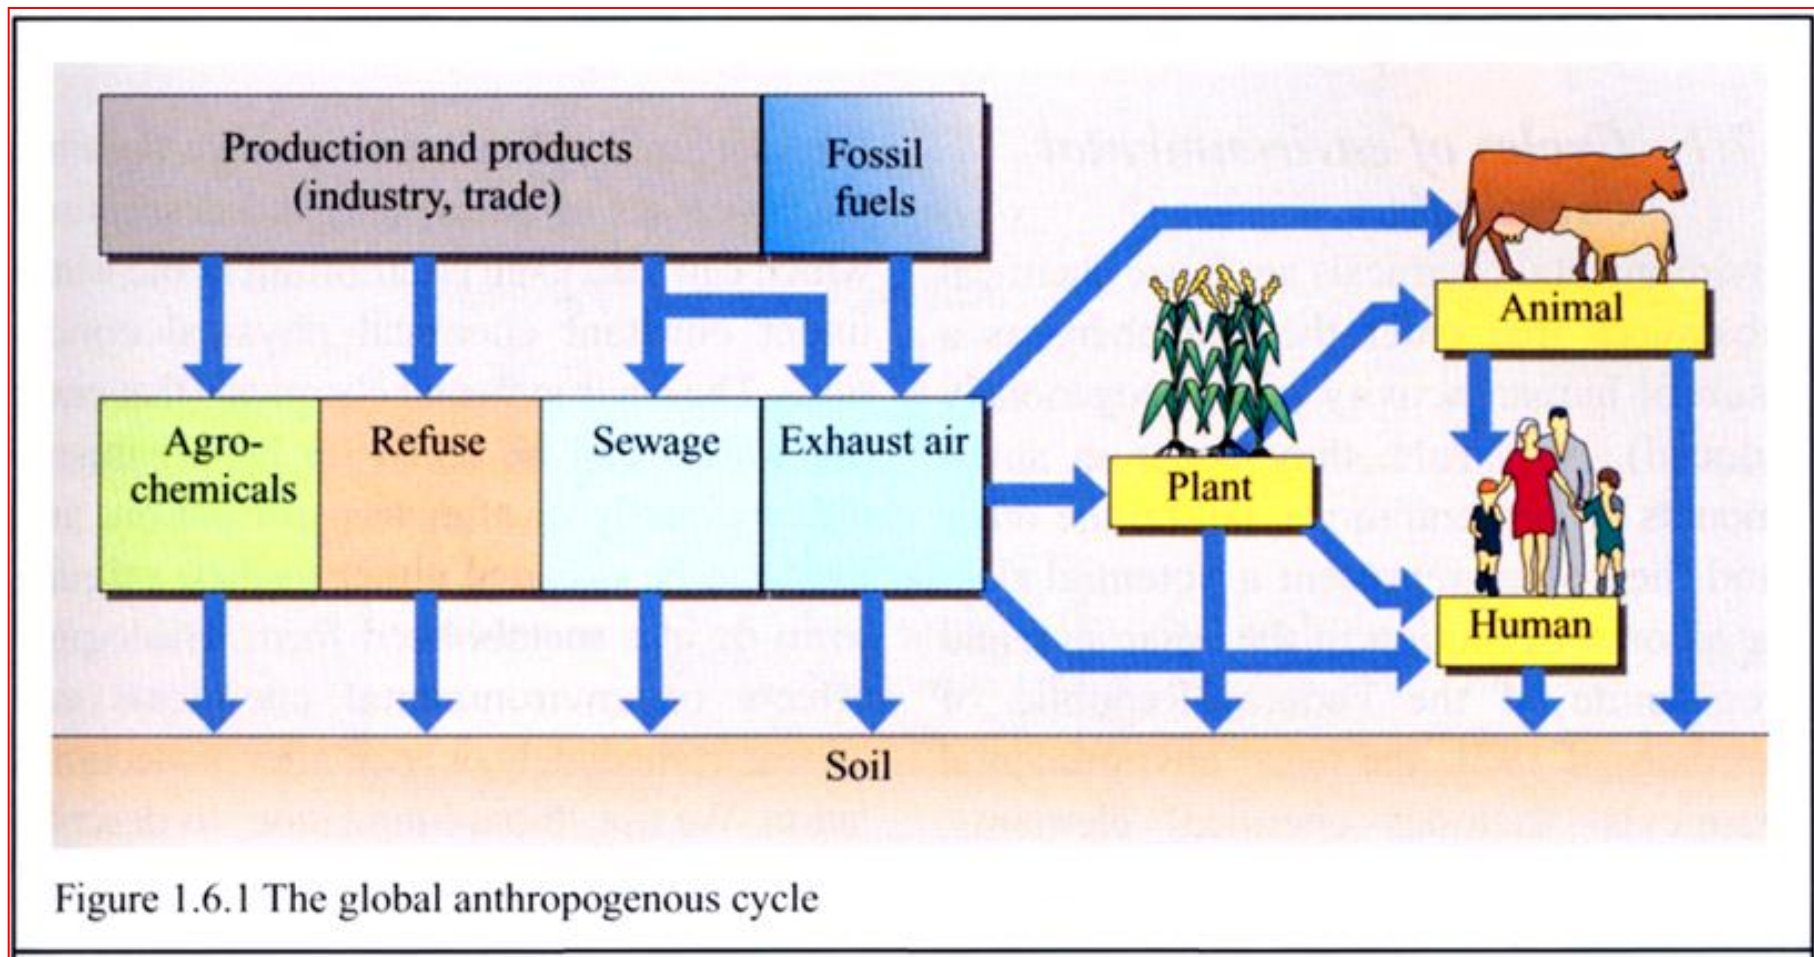 Production and products
(industry, trade)
Fossil
fuels
Agro-
chemicals
Refuse
Sewage
Exhaust air
Plant
Animal
Human
Soil
Figure 1.6.1 The global anthropogenous cycle